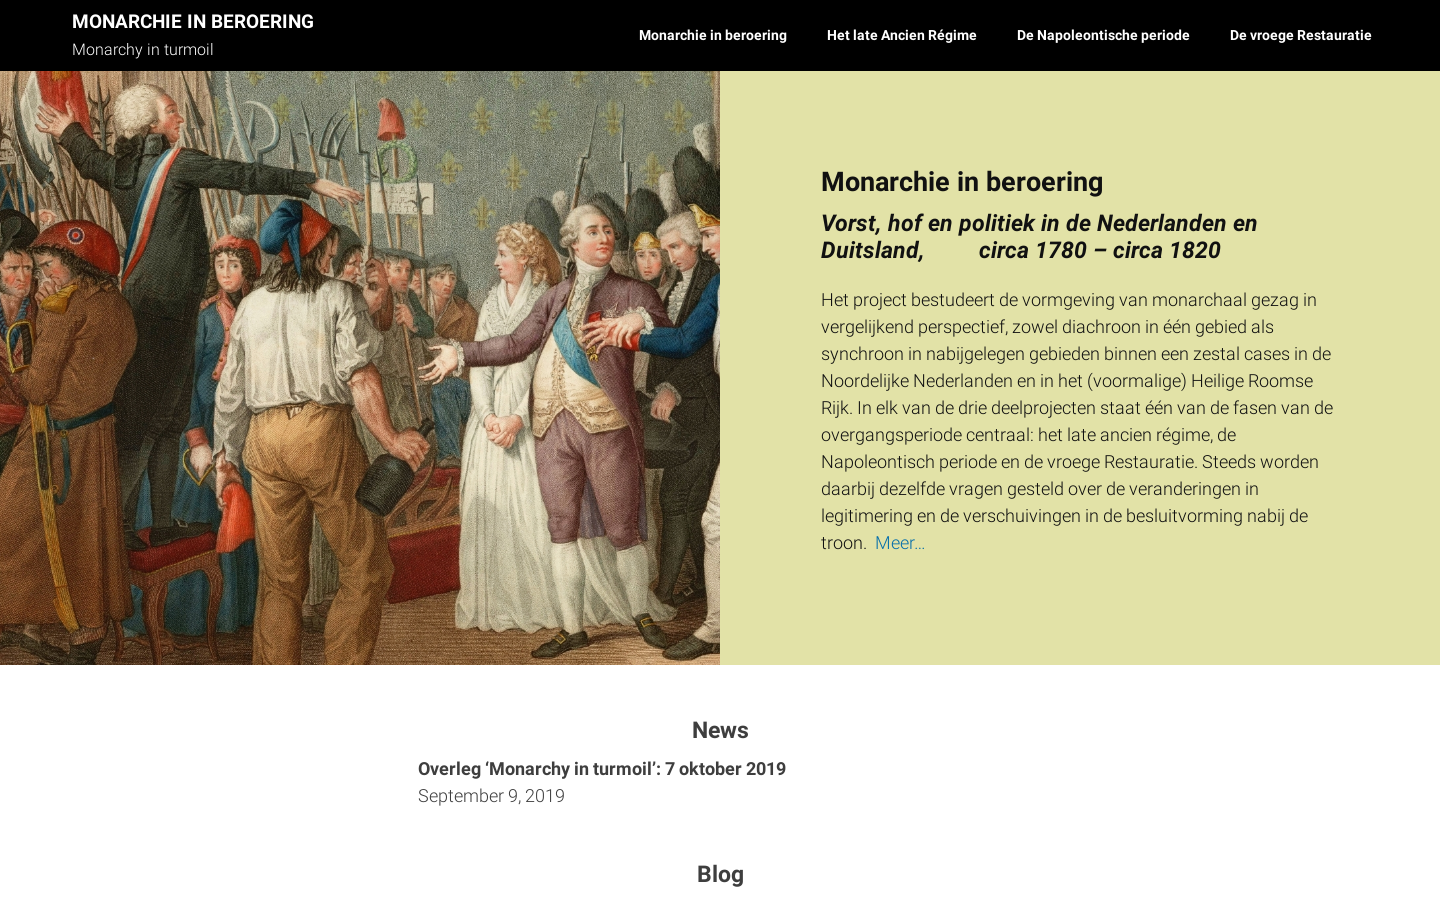 MONARCHIE IN BEROERING
Monarchy in turmoil
Monarchie in beroering
Het late Ancien Régime
De Napoleontische periode
De vroege Restauratie
Monarchie in beroering
Vorst, hof en politiek in de Nederlanden en
Duitsland, circa 1780 – circa 1820
Het project bestudeert de vormgeving van monarchaal gezag in
vergelijkend perspectief, zowel diachroon in één gebied als
synchroon in nabijgelegen gebieden binnen een zestal cases in de
Noordelijke Nederlanden en in het (voormalige) Heilige Roomse
Rijk. In elk van de drie deelprojecten staat één van de fasen van de
overgangsperiode centraal: het late ancien régime, de
Napoleontisch periode en de vroege Restauratie. Steeds worden
daarbij dezelfde vragen gesteld over de veranderingen in
legitimering en de verschuivingen in de besluitvorming nabij de
troon. Meer…
News
Overleg ‘Monarchy in turmoil’: 7 oktober 2019
September 9, 2019
Blog